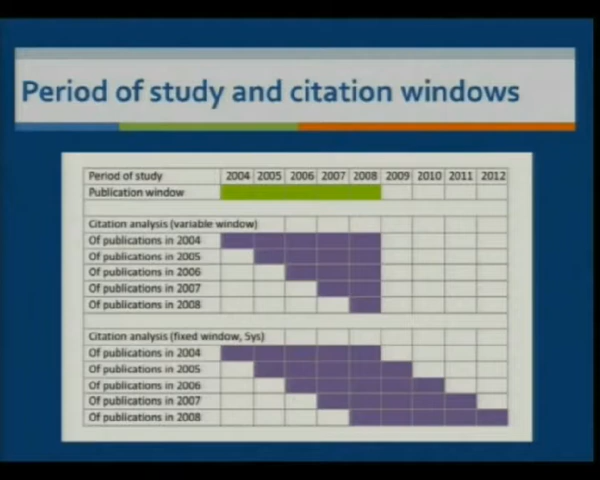 Period of study and citation windows
Period of study 2004 2005 2006 2007 2008 2009 2010 2011 2012
Publication window
Citation analysis (variable window)
Of publications in 2004
Of publications in 2005
Of publications in 2006
Of publications in 2007
Of publications in 2008
Citation analysis (fixed window, 5ys)
Of publications in 2004
Of publications in 2005
Of publications in 2006
Of publications in 2007
Of publications in 2008